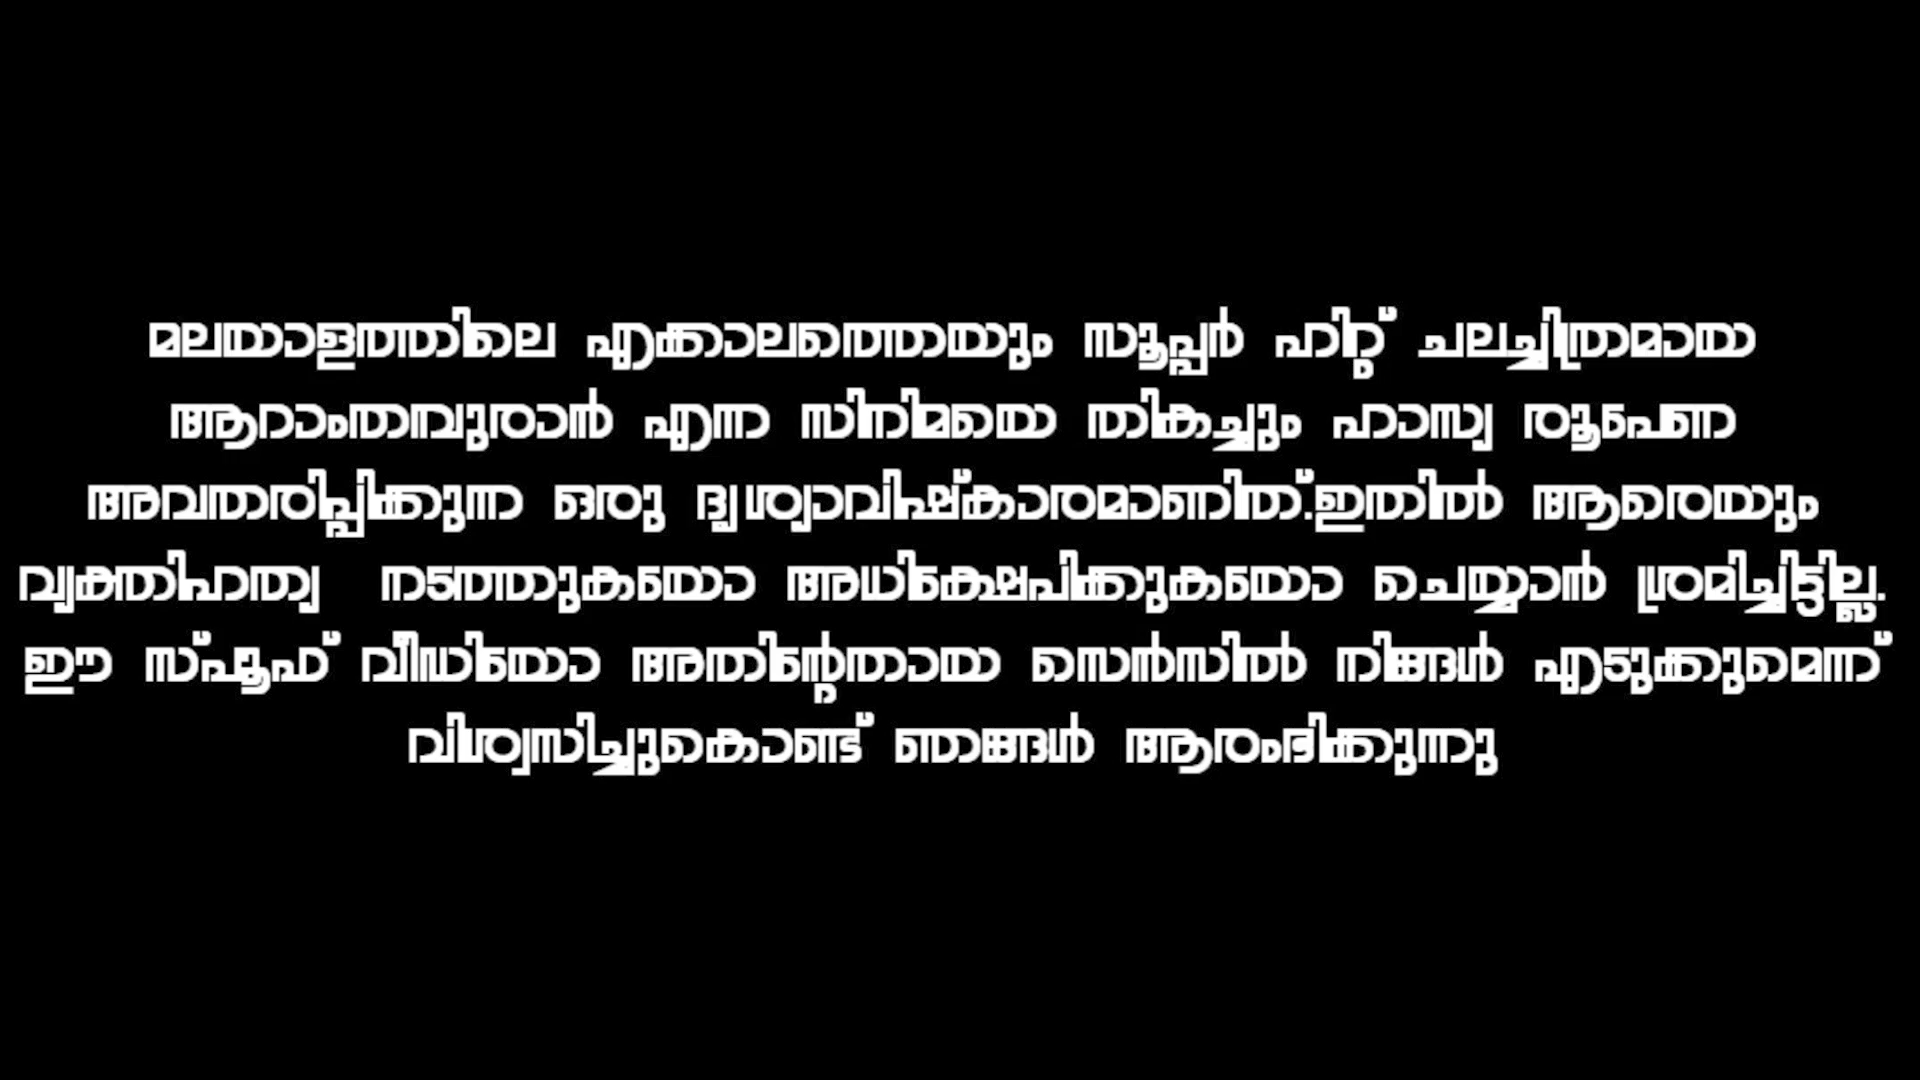 മലയാളത്തിലെ എക്കാലത്തെയും സൂപ്പർ ഹിറ്റ് ചലച്ചിത്രമായ
ആറാംതമ്പുരാൻ എന്ന സിനിമയെ തികച്ചും ഹാസ്യ രൂപേണ
അവതരിപ്പിക്കുന്ന ഒരു ദൃശ്യാവിഷ്കാരമാണിത്.ഇതിൽ ആരെയും
വ്യക്തിഹത്യ നടത്തുകയോ അധിക്ഷേപിക്കുകയോ ചെയ്യാൻ ശ്രമിച്ചിട്ടില്ല.
ഈ സ്പൂഫ് വീഡിയോ അതിന്റേതായ സെൻസിൽ നിങ്ങൾ എടുക്കുമെന്ന്
വിശ്വസിച്ചുകൊണ്ട് ഞങ്ങൾ ആരംഭിക്കുന്നു